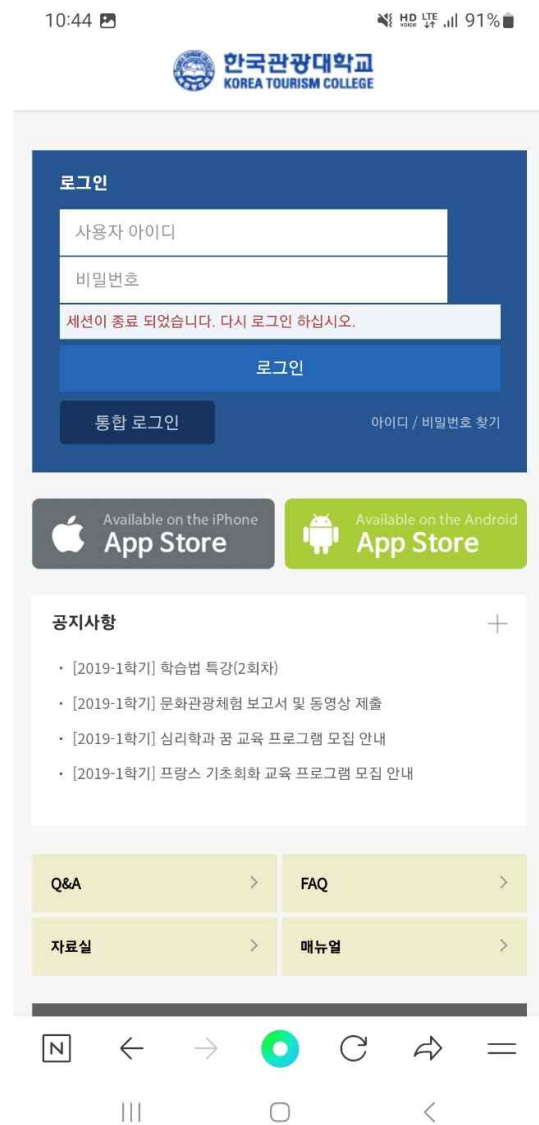 10:44 HD voice LTE 91%
한국관광대학교
KOREA TOURISM COLLEGE
로그인
사용자 아이디
비밀번호
세션이 종료 되었습니다. 다시 로그인 하십시오.
로그인
통합 로그인 아이디 / 비밀번호 찾기
Available on the iPhone
App Store
Available on the Android
App Store
공지사항
· [2019-1학기] 학습법 특강(2회차)
· [2019-1학기] 문화관광체험 보고서 및 동영상 제출
· [2019-1학기] 심리학과 꿈 교육 프로그램 모집 안내
· [2019-1학기] 프랑스 기초회화 교육 프로그램 모집 안내
Q&A FAQ
자료실 매뉴얼
N